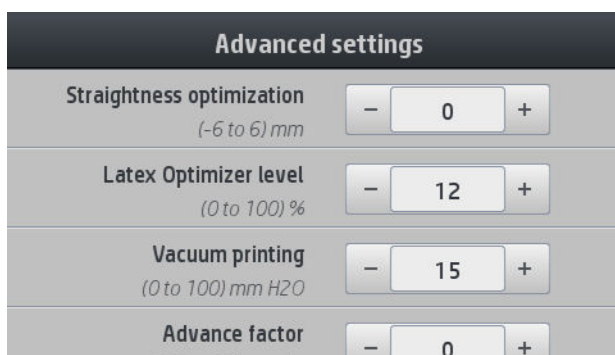 Advanced settings
Straightness optimization
(-6 to 6) mm
− 0 +
Latex Optimizer level
(0 to 100) %
− 12 +
Vacuum printing
(0 to 100) mm H2O
− 15 +
Advance factor
− 0 +